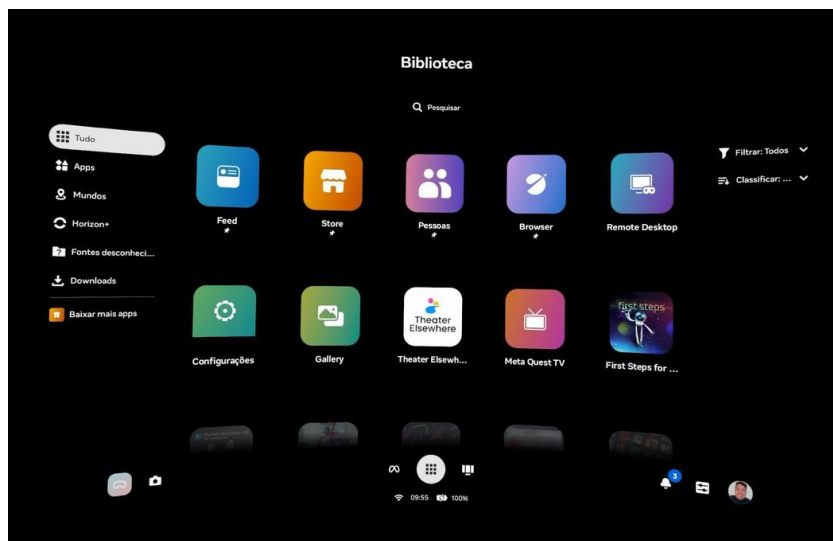 Biblioteca
Pesquisar
Tudo
Apps
Mundos
Horizon+
Fontes desconheci...
Downloads
Baixar mais apps
Filtrar: Todos
Classificar: ...
Feed
Store
Pessoas
Browser
Remote Desktop
first steps
Theater
Elsewhere
Configurações
Gallery
Theater Elsewh...
Meta Quest TV
First Steps for ...
3
09:55
100%